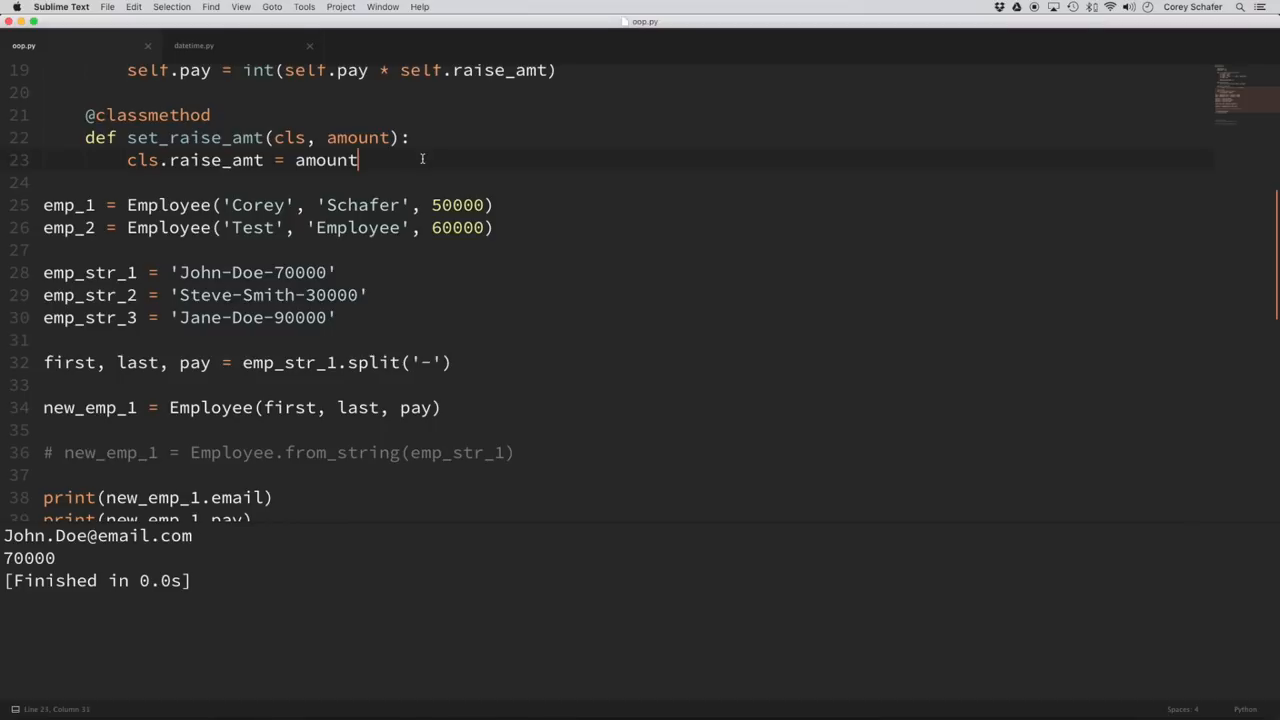 Sublime Text File Edit Selection Find View Goto Tools Project Window Help Corey Schafer
oop.py
oop.py datetime.py
19 self.pay = int(self.pay * self.raise_amt)
20
21 @classmethod
22 def set_raise_amt(cls, amount):
23 cls.raise_amt = amount
24
25 emp_1 = Employee('Corey', 'Schafer', 50000)
26 emp_2 = Employee('Test', 'Employee', 60000)
27
28 emp_str_1 = 'John-Doe-70000'
29 emp_str_2 = 'Steve-Smith-30000'
30 emp_str_3 = 'Jane-Doe-90000'
31
32 first, last, pay = emp_str_1.split('-')
33
34 new_emp_1 = Employee(first, last, pay)
35
36 # new_emp_1 = Employee.from_string(emp_str_1)
37
38 print(new_emp_1.email)
39 print(new_emp_1.pay)
John.Doe@email.com
70000
[Finished in 0.0s]
Line 23, Column 31 Spaces: 4 Python